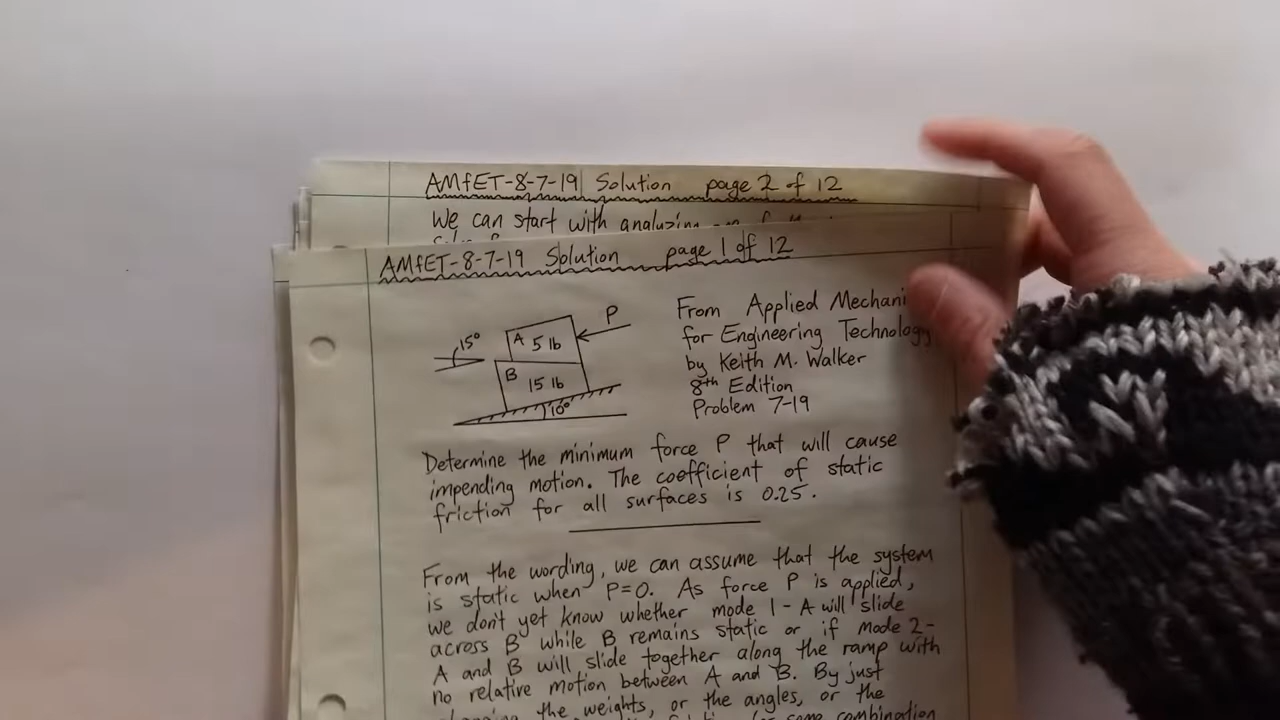 AMfET-8-7-19 Solution page 2 of 12
We can start with
AMfET-8-7-19 Solution page 1 of 12
15°
A 5 lb
P
B
15 lb
10°
From Applied
for Engineering Technology
by Keith M. Walker
8th Edition
Problem 7-19
Determine the minimum force P that will cause
impending motion. The coefficient of static
friction for all surfaces is 0.25.
From the wording, we can assume that the system
is static when P=0. As force P is applied,
we don't yet know whether mode 1 - A will slide
across B while B remains static or if mode 2-
A and B will slide together along the ramp with
no relative motion between A and B. By just
the weights, or the angles, or the
combination